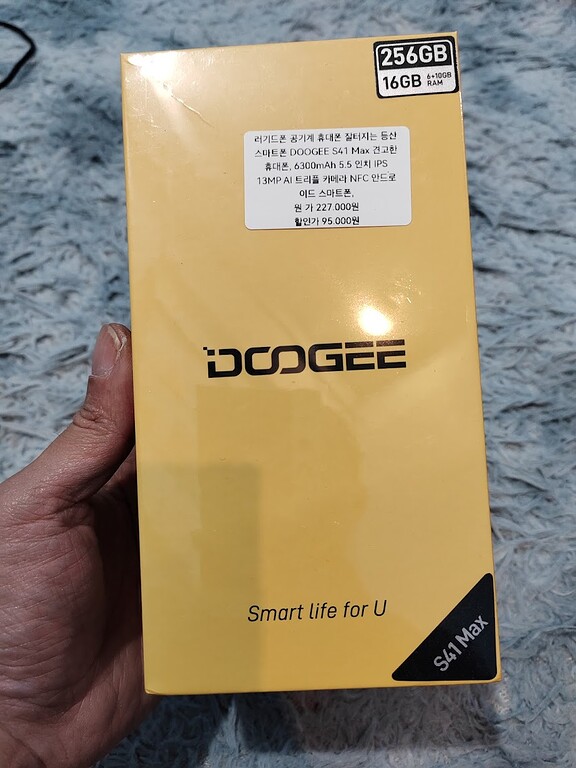 256GB
16GB 6+10GB RAM
러기드폰 공기계 휴대폰 질터지는 등산
스마트폰 DOOGEE S41 Max 견고한
휴대폰, 6300mAh 5.5 인치 IPS
13MP AI 트리플 카메라 NFC 안드로
이드 스마트폰,
원 가 227.000원
할인가 95.000원
DOOGEE
Smart life for U
S41 Max